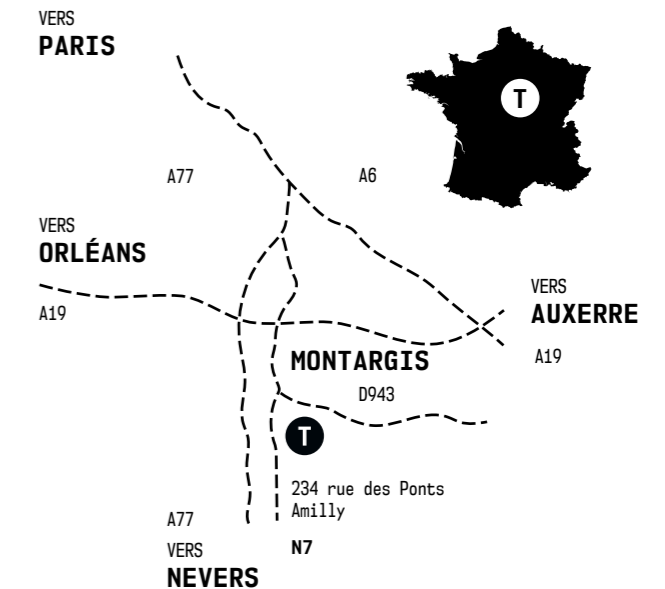 VERS
PARIS
T
A77
A6
VERS
ORLÉANS
A19
VERS
AUXERRE
A19
MONTARGIS
D943
T
234 rue des Ponts
Amilly
A77
VERS
NEVERS
N7